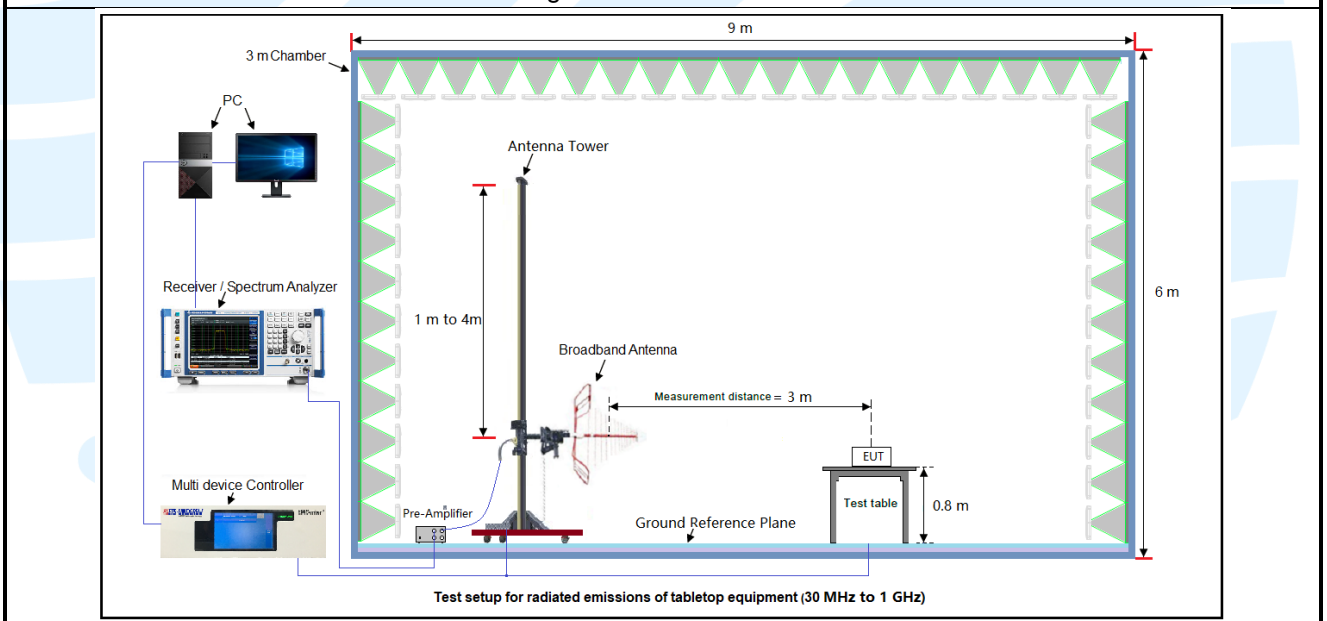 9 m
3 m Chamber
PC
Antenna Tower
Receiver / Spectrum Analyzer
6 m
1 m to 4m
Broadband Antenna
Measurement distance = 3 m
EUT
Multi device Controller
Pre-Amplifier
Test table
0.8 m
Ground Reference Plane
Test setup for radiated emissions of tabletop equipment (30 MHz to 1 GHz)